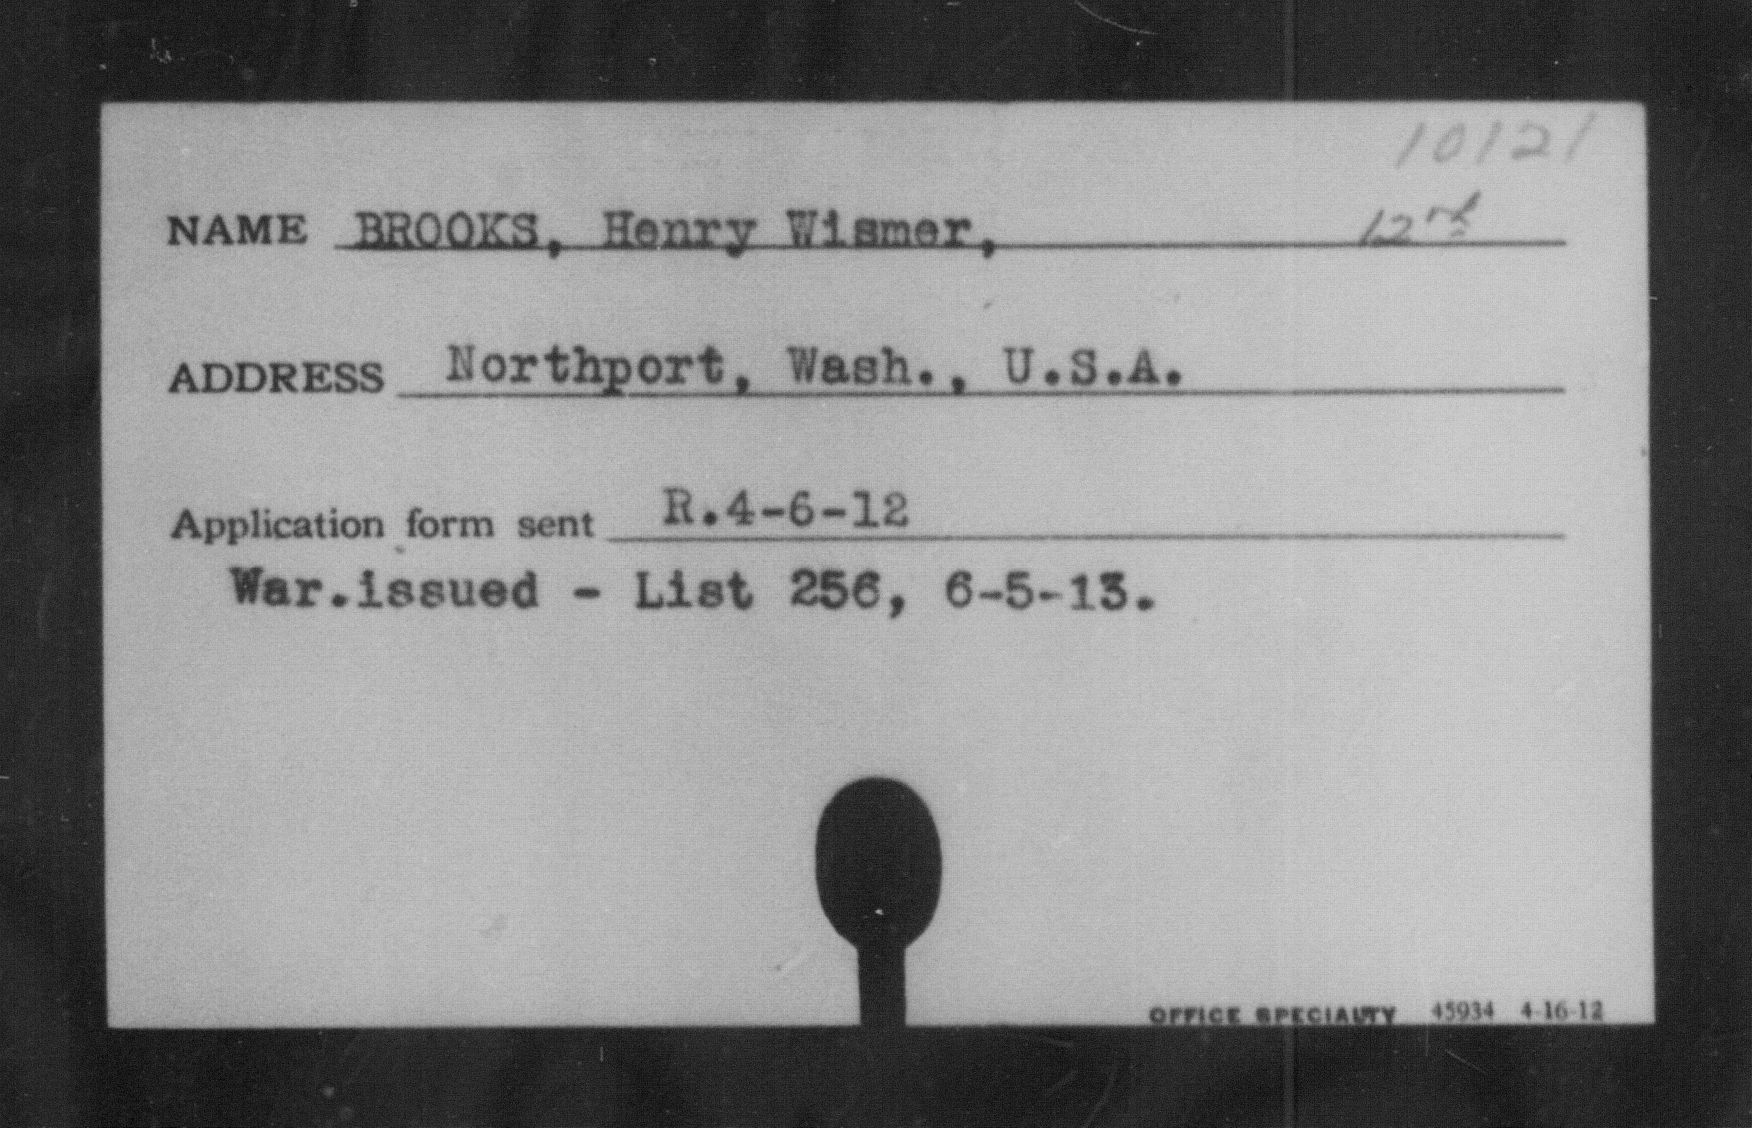 10121
NAME BROOKS, Henry Wismer,
12
ADDRESS Northport, Wash., U.S.A.
Application form sent R.4-6-12
War.issued - List 256, 6-5-13.
OFFICE SPECIALTY 45934 4-16-12